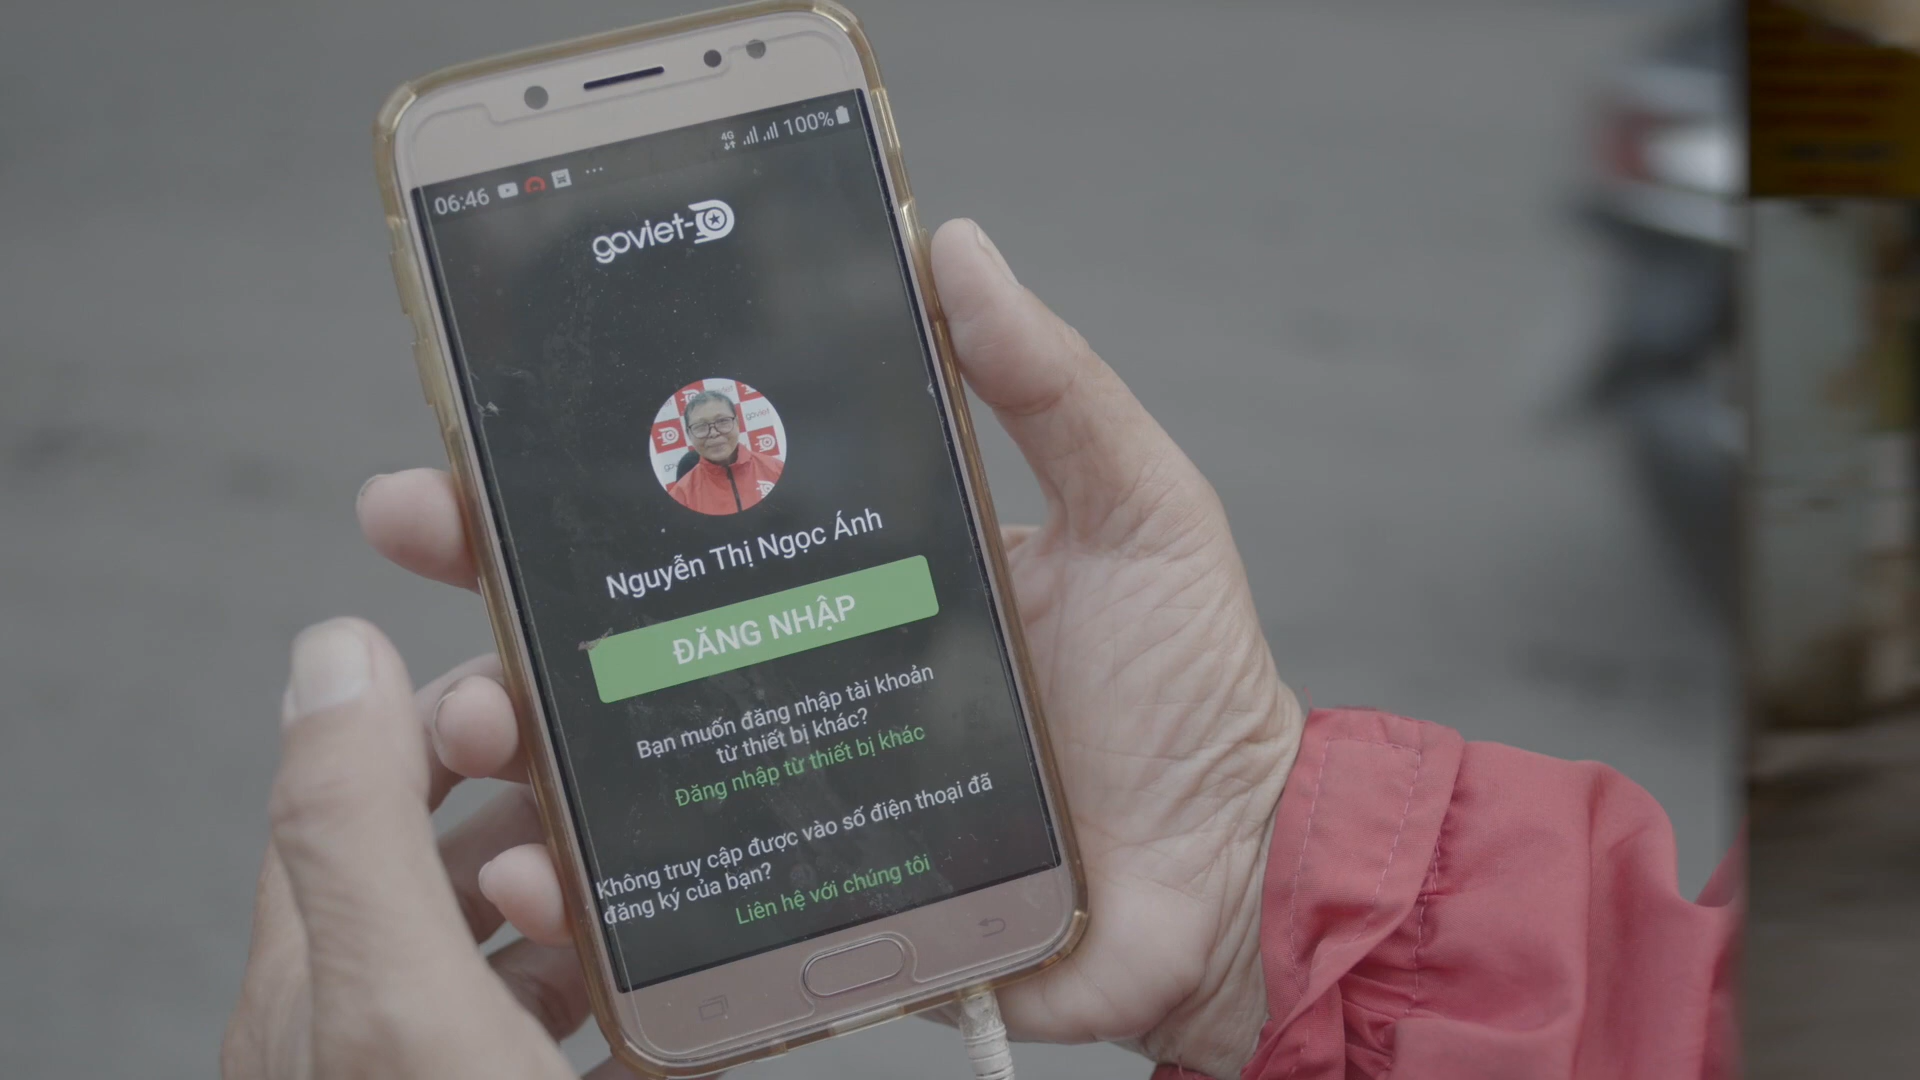 06:46
4G 100%
goviet
Nguyễn Thị Ngọc Ánh
ĐĂNG NHẬP
Bạn muốn đăng nhập tài khoản
từ thiết bị khác?
Đăng nhập từ thiết bị khác
Không truy cập được vào số điện thoại đã
đăng ký của bạn?
Liên hệ với chúng tôi